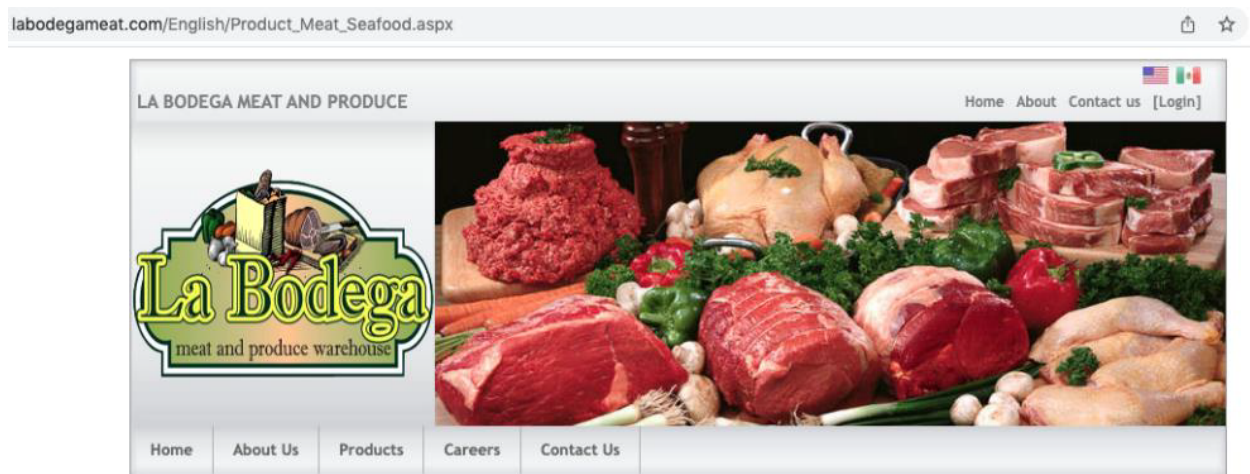 labodegameat.com/English/Product_Meat_Seafood.aspx
LA BODEGA MEAT AND PRODUCE
Home About Contact us [Login]
La Bodega
meat and produce warehouse
Home About Us Products Careers Contact Us